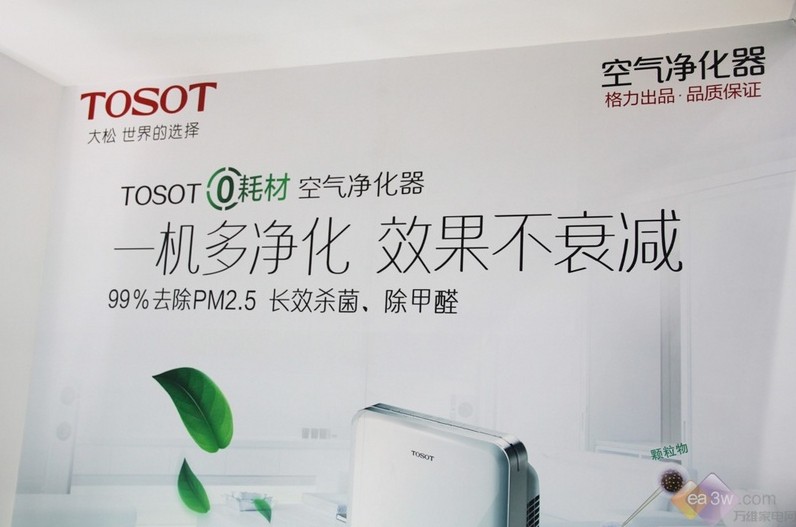 TOSOT
大松 世界的选择
空气净化器
格力出品·品质保证
TOSOT 0耗材 空气净化器
一机多净化 效果不衰减
99%去除PM2.5 长效杀菌、除甲醛
TOSOT
颗粒物
ea3w.com
万维家电网